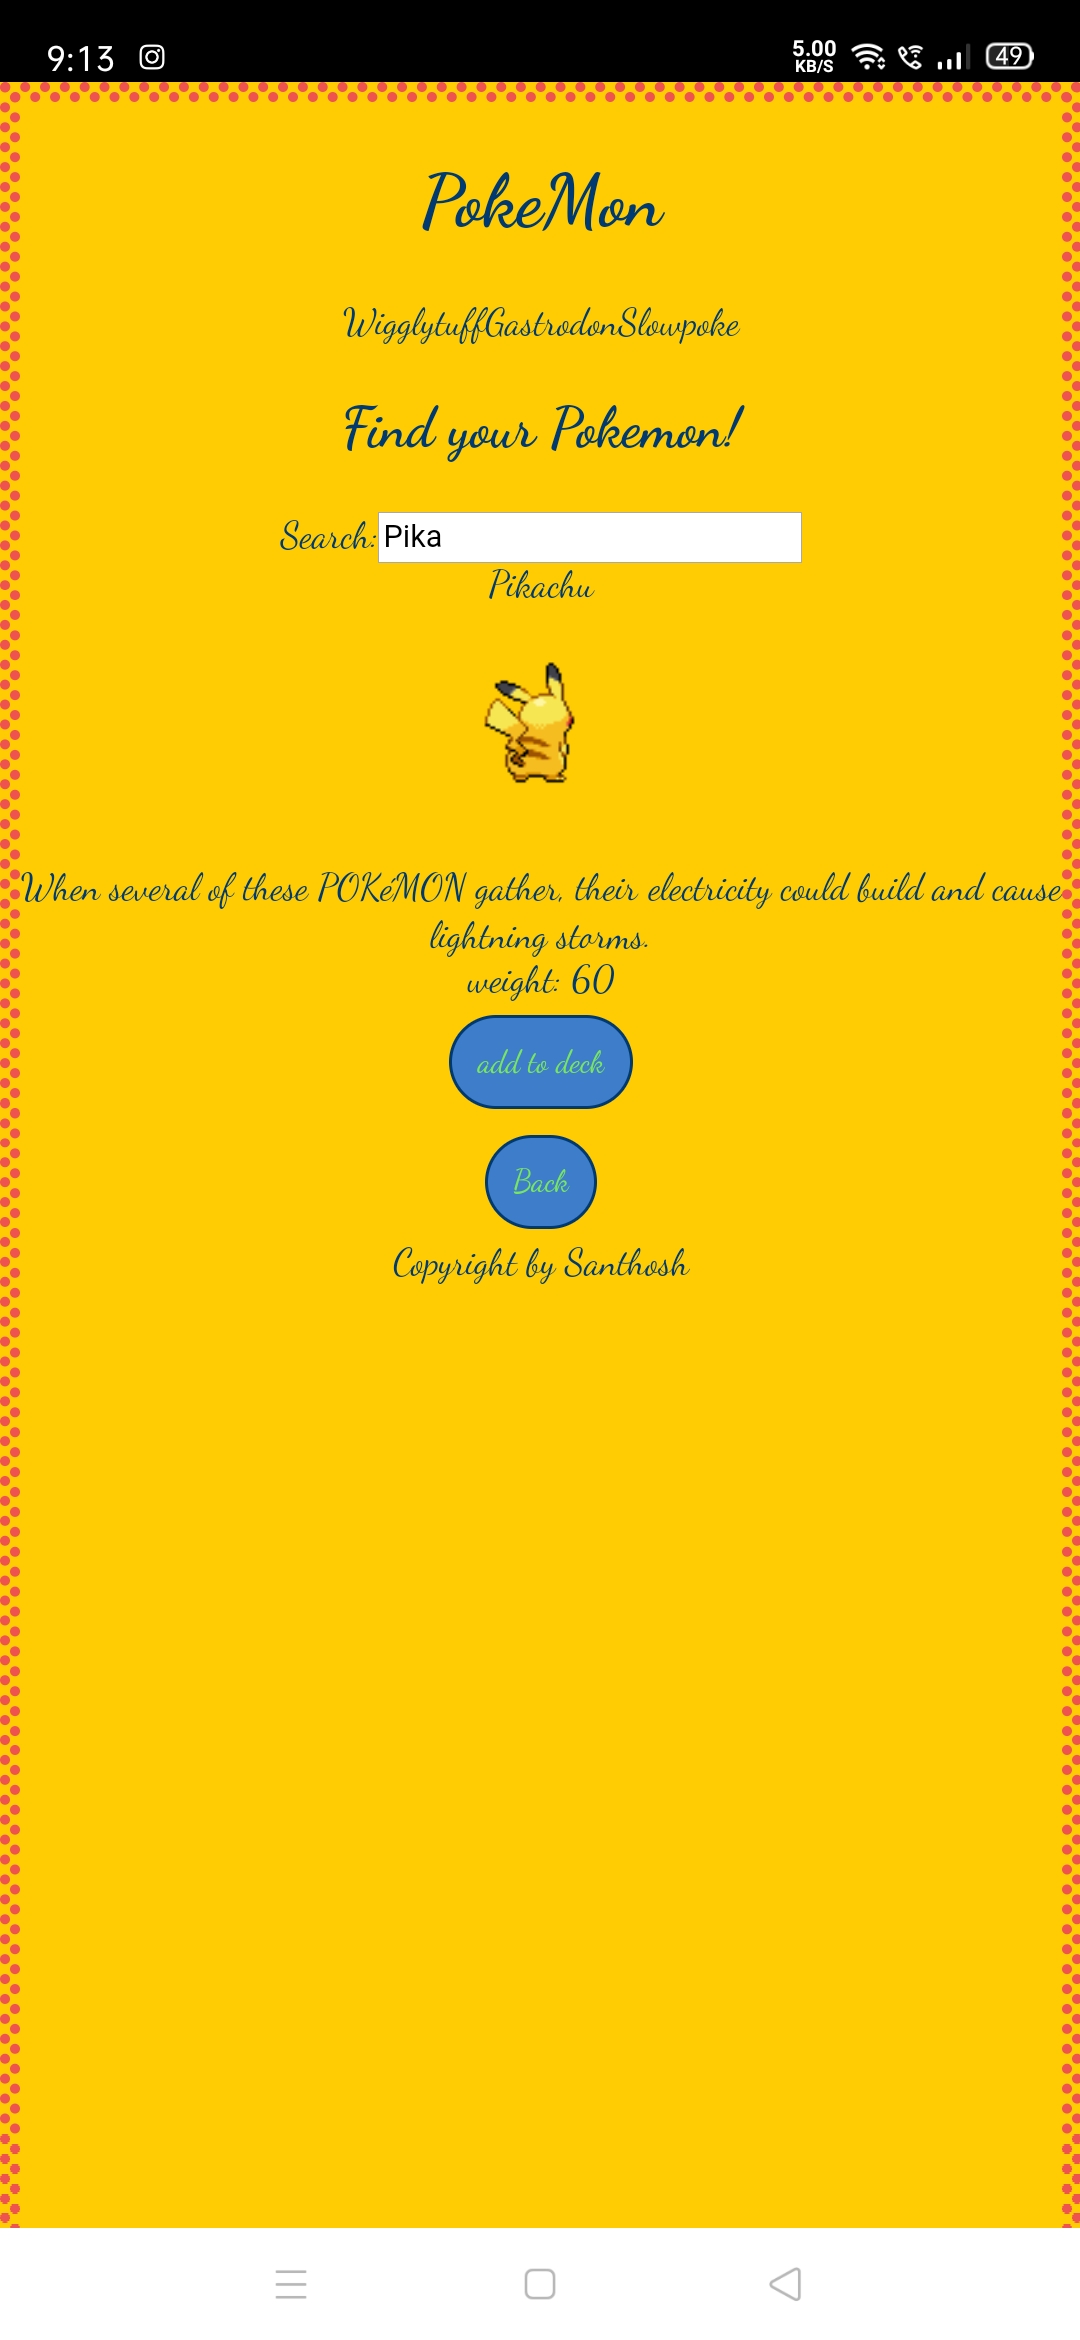 9:13
5.00
KB/S
49
PokeMon
WigglytuffGastrodonSlowpoke
Find your Pokemon!
Search: Pika
Pikachu
When several of these POKéMON gather, their electricity could build and cause
lightning storms.
weight: 60
add to deck
Back
Copyright by Santhosh